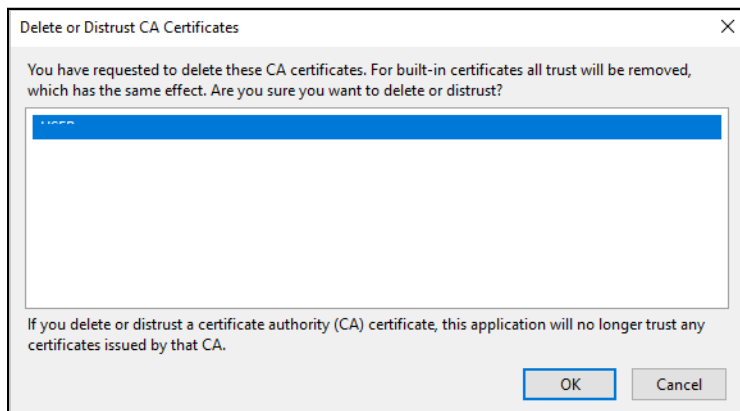 Delete or Distrust CA Certificates
You have requested to delete these CA certificates. For built-in certificates all trust will be removed,
which has the same effect. Are you sure you want to delete or distrust?
If you delete or distrust a certificate authority (CA) certificate, this application will no longer trust any
certificates issued by that CA.
OK
Cancel